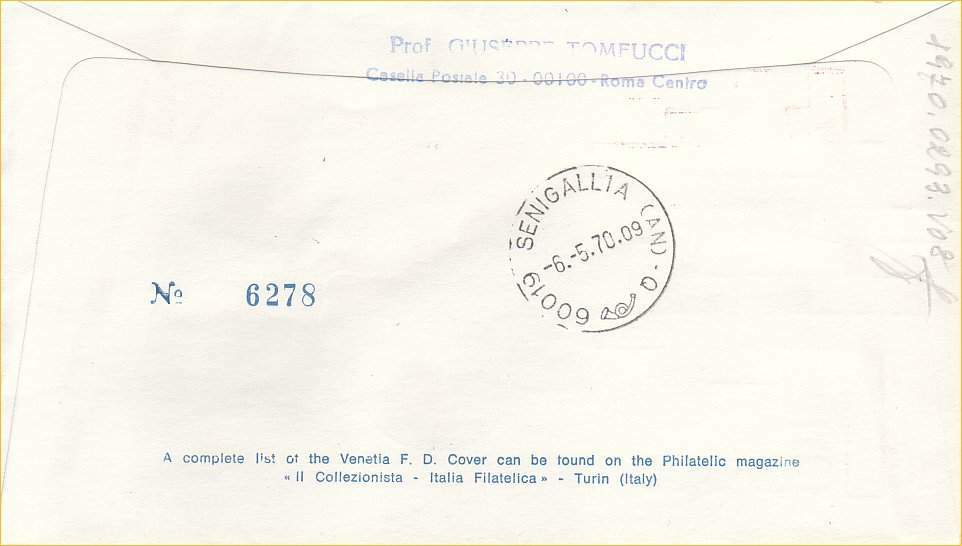 Prof GIUSEPPE TOMFUCCI
Casella Postale 30 - 00100 - Roma Centro
60019 SENIGALLIA (AN) - Q
-6.-5.70.09
Nº 6278
A complete list of the Venetia F. D. Cover can be found on the Philatelic magazine
« Il Collezionista - Italia Filatelica » - Turin (Italy)